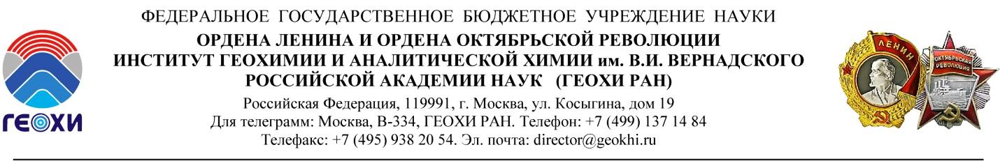 ФЕДЕРАЛЬНОЕ ГОСУДАРСТВЕННОЕ БЮДЖЕТНОЕ УЧРЕЖДЕНИЕ НАУКИ
ОРДЕНА ЛЕНИНА И ОРДЕНА ОКТЯБРЬСКОЙ РЕВОЛЮЦИИ
ИНСТИТУТ ГЕОХИМИИ И АНАЛИТИЧЕСКОЙ ХИМИИ им. В.И. ВЕРНАДСКОГО
РОССИЙСКОЙ АКАДЕМИИ НАУК (ГЕОХИ РАН)
Российская Федерация, 119991, г. Москва, ул. Косыгина, дом 19
Для телеграмм: Москва, В-334, ГЕОХИ РАН. Телефон: +7 (499) 137 14 84
Телефакс: +7 (495) 938 20 54. Эл. почта: director@geokhi.ru
ГЕОХИ
ЛЕНИН
ОКТЯБРЬСКАЯ
РЕВОЛЮЦИЯ